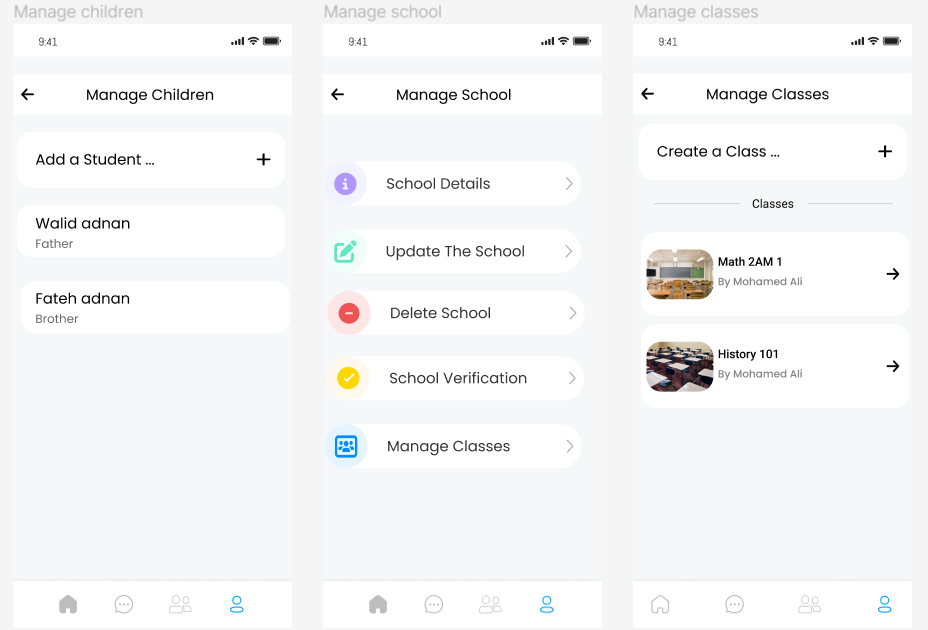 Manage children
9:41
Manage Children
Add a Student ...
Walid adnan
Father
Fateh adnan
Brother
Manage school
9:41
Manage School
School Details
Update The School
Delete School
School Verification
Manage Classes
Manage classes
9:41
Manage Classes
Create a Class ...
Classes
Math 2AM 1
By Mohamed Ali
History 101
By Mohamed Ali